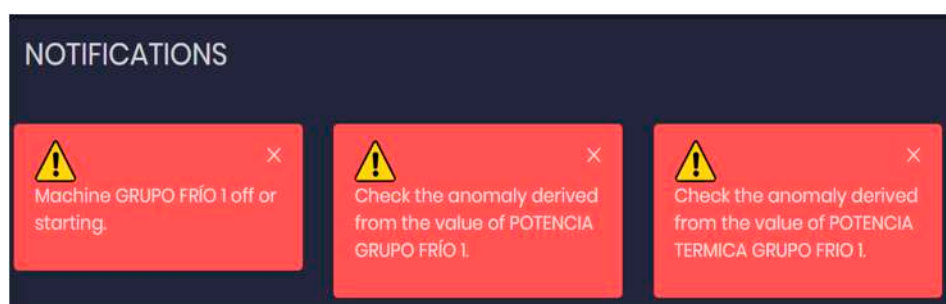 NOTIFICATIONS
Machine GRUPO FRÍO 1 off or
starting.
Check the anomaly derived
from the value of POTENCIA
GRUPO FRÍO 1.
Check the anomaly derived
from the value of POTENCIA
TERMICA GRUPO FRIO 1.